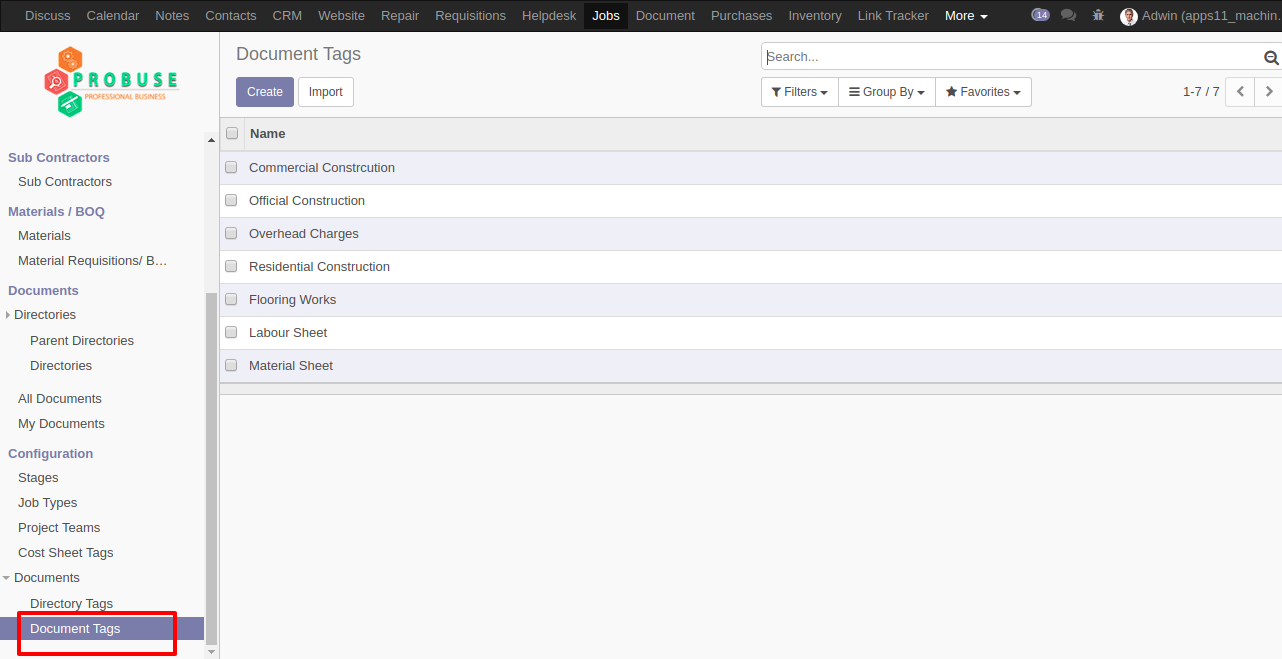 Discuss Calendar Notes Contacts CRM Website Repair Requisitions Helpdesk Jobs Document Purchases Inventory Link Tracker More 14 Adwin (apps11_machin...
PROBUSE
PROFESSIONAL BUSINESS
Document Tags
Search...
Create Import
Filters Group By Favorites 1-7 / 7
Sub Contractors
Sub Contractors
Materials / BOQ
Materials
Material Requisitions/ B…
Documents
Directories
Parent Directories
Directories
All Documents
My Documents
Configuration
Stages
Job Types
Project Teams
Cost Sheet Tags
Documents
Directory Tags
Document Tags
Name
Commercial Constrcution
Official Construction
Overhead Charges
Residential Construction
Flooring Works
Labour Sheet
Material Sheet